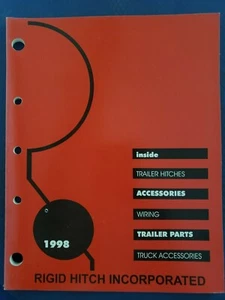 inside
TRAILER HITCHES
ACCESSORIES
WIRING
TRAILER PARTS
TRUCK ACCESSORIES
1998
RIGID HITCH INCORPORATED